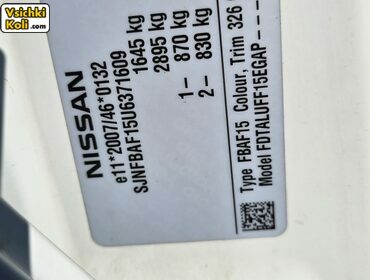 Vsichki
Koli.com
NISSAN
e11*2007/46*0132
SJNFBAF15U6371609
1645 kg
2895 kg
1- 870 kg
2- 830 kg
Type FBAF15 Colour, Trim 326
Model FDTALUFF15EGAP